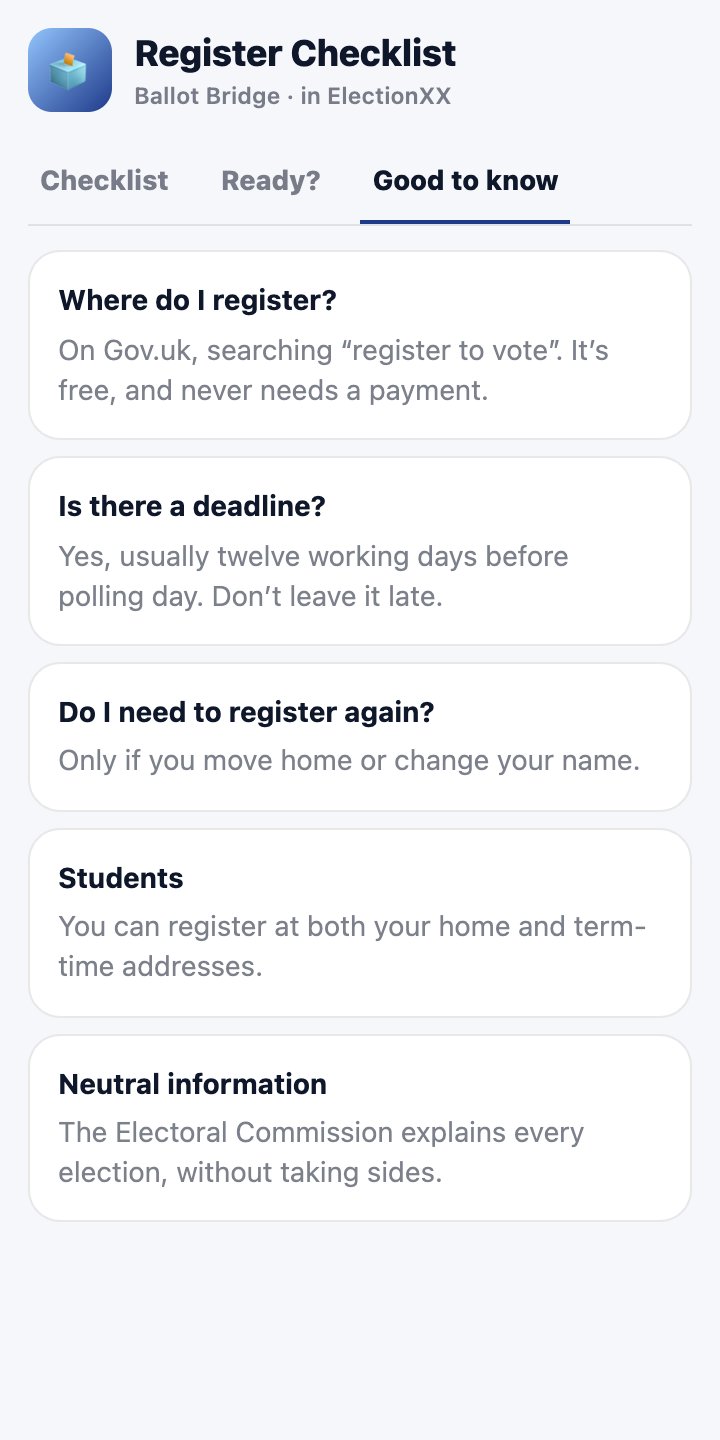 Register Checklist
Ballot Bridge · in ElectionXX
Checklist
Ready?
Good to know
Where do I register?
On Gov.uk, searching “register to vote”. It’s
free, and never needs a payment.
Is there a deadline?
Yes, usually twelve working days before
polling day. Don’t leave it late.
Do I need to register again?
Only if you move home or change your name.
Students
You can register at both your home and term-
time addresses.
Neutral information
The Electoral Commission explains every
election, without taking sides.